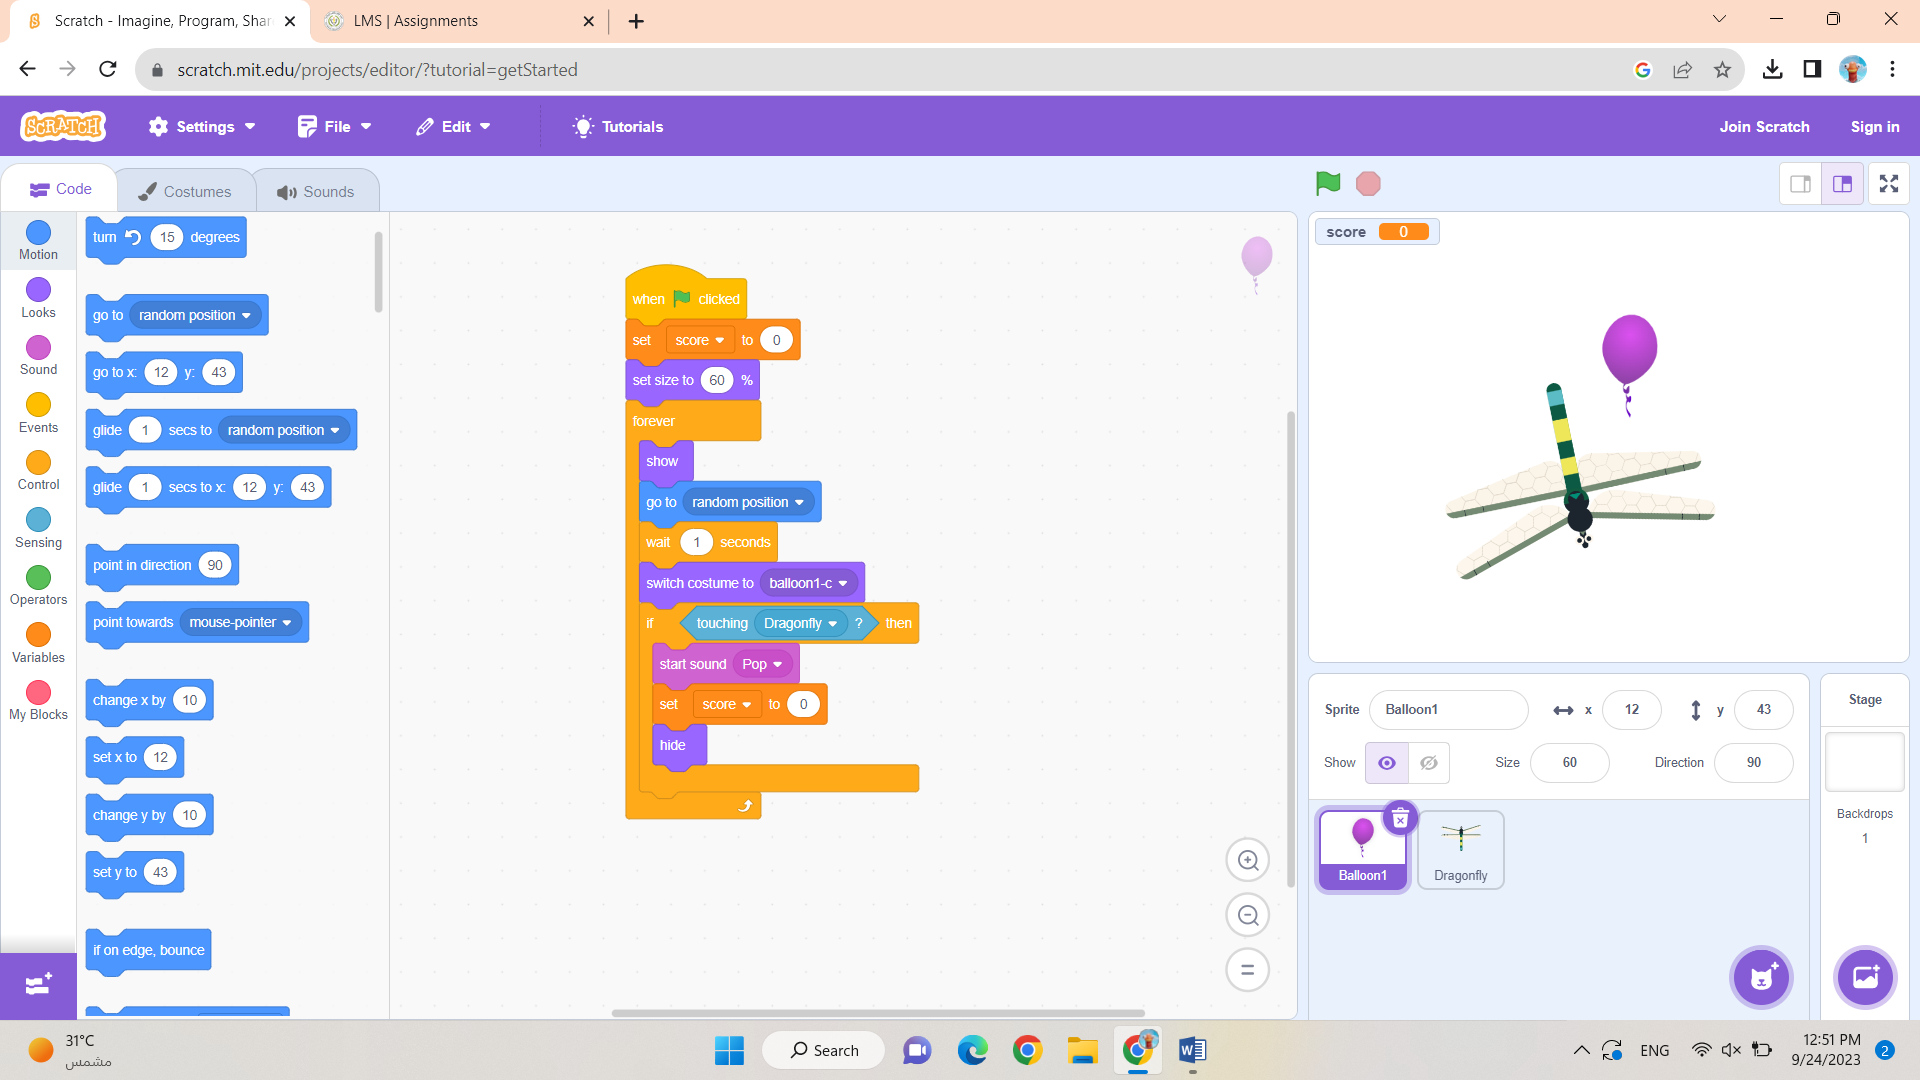 Scratch - Imagine, Program, Shar
LMS | Assignments
scratch.mit.edu/projects/editor/?tutorial=getStarted
SCRATCH
Settings
File
Edit
Tutorials
Join Scratch
Sign in
Code
Costumes
Sounds
Motion
Looks
Sound
Events
Control
Sensing
Operators
Variables
My Blocks
turn 15 degrees
go to random position
go to x: 12 y: 43
glide 1 secs to random position
glide 1 secs to x: 12 y: 43
point in direction 90
point towards mouse-pointer
change x by 10
set x to 12
change y by 10
set y to 43
if on edge, bounce
when clicked
set score to 0
set size to 60 %
forever
show
go to random position
wait 1 seconds
switch costume to balloon1-c
if touching Dragonfly ? then
start sound Pop
set score to 0
hide
score 0
Sprite Balloon1 x 12 y 43
Show Size 60 Direction 90
Balloon1
Dragonfly
Stage
Backdrops
1
31°C
مشمس
Search
ENG
12:51 PM
9/24/2023
2